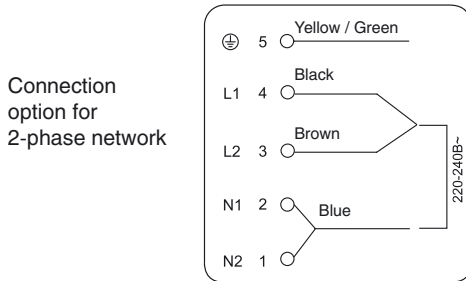 Connection
option for
2-phase network
5 Yellow / Green
L1 4 Black
L2 3 Brown
N1 2 Blue
N2 1
220-240В~